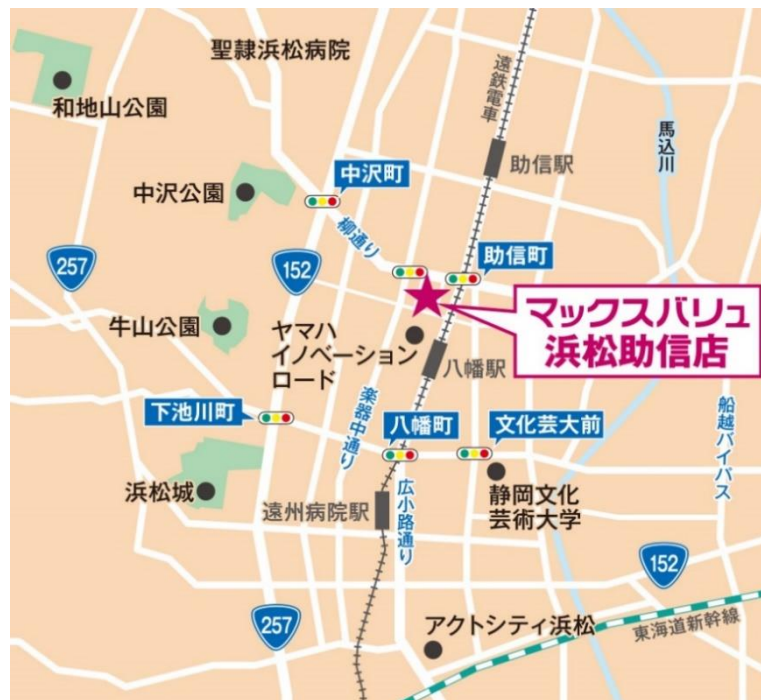 聖隷浜松病院
遠鉄電車
和地山公園
馬込川
助信駅
中沢町
中沢公園
柳通り
助信町
257
152
マックスバリュ
浜松助信店
牛山公園
ヤマハ
イノベーション
ロード
八幡駅
下池川町
楽器中通り
八幡町
文化芸大前
船越バイパス
浜松城
遠州病院駅
広小路通り
静岡文化
芸術大学
152
257
アクトシティ浜松
東海道新幹線